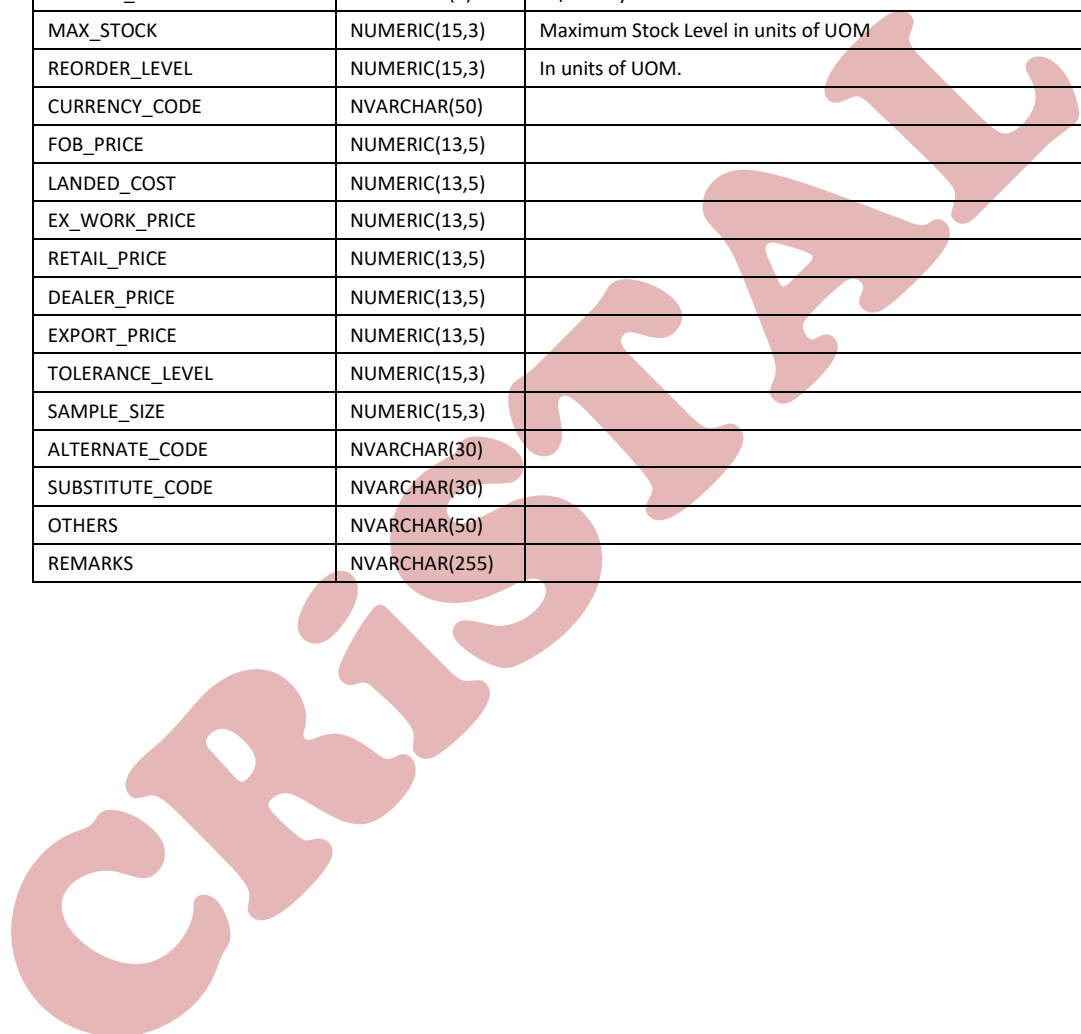 MAX_STOCK NUMERIC(15,3) Maximum Stock Level in units of UOM
REORDER_LEVEL NUMERIC(15,3) In units of UOM.
CURRENCY_CODE NVARCHAR(50)
FOB_PRICE NUMERIC(13,5)
LANDED_COST NUMERIC(13,5)
EX_WORK_PRICE NUMERIC(13,5)
RETAIL_PRICE NUMERIC(13,5)
DEALER_PRICE NUMERIC(13,5)
EXPORT_PRICE NUMERIC(13,5)
TOLERANCE_LEVEL NUMERIC(15,3)
SAMPLE_SIZE NUMERIC(15,3)
ALTERNATE_CODE NVARCHAR(30)
SUBSTITUTE_CODE NVARCHAR(30)
OTHERS NVARCHAR(50)
REMARKS NVARCHAR(255)
CRiSTAL